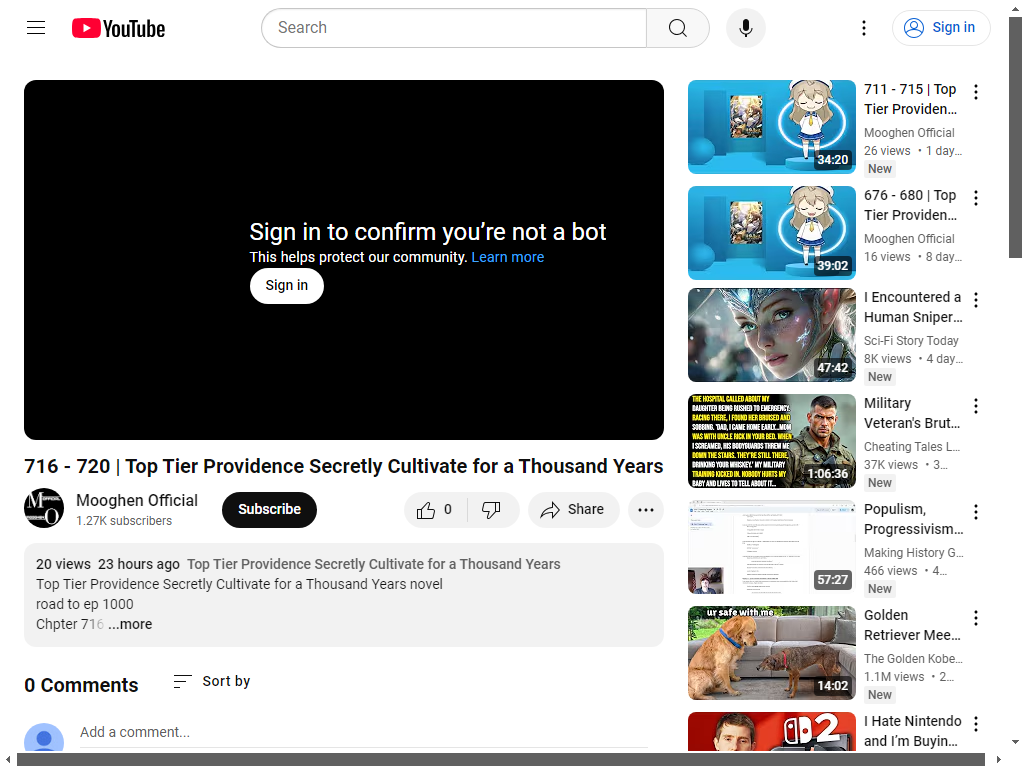 YouTube
Search
Sign in
Sign in to confirm you’re not a bot
This helps protect our community. Learn more
Sign in
716 - 720 | Top Tier Providence Secretly Cultivate for a Thousand Years
Mooghen Official
1.27K subscribers
Subscribe
0
Share
20 views 23 hours ago Top Tier Providence Secretly Cultivate for a Thousand Years
Top Tier Providence Secretly Cultivate for a Thousand Years novel
road to ep 1000
Chpter 716 ...more
0 Comments
Sort by
Add a comment...
34:20
711 - 715 | Top
Tier Providen...
Mooghen Official
26 views • 1 day...
New
39:02
676 - 680 | Top
Tier Providen...
Mooghen Official
16 views • 8 day...
47:42
I Encountered a
Human Sniper...
Sci-Fi Story Today
8K views • 4 day...
New
THE HOSPITAL CALLED ABOUT MY
DAUGHTER BEING RUSHED TO EMERGENCY.
RACING THERE, I FOUND HER BRUISED AND
SOBBING. 'DAD, I CAME HOME EARLY...MOM
WAS WITH UNCLE RICK IN YOUR BED. WHEN
I SCREAMED, HIS BODYGUARDS THREW ME
DOWN THE STAIRS. THEY'RE STILL THERE,
DRINKING YOUR WHISKEY.' MY MILITARY
TRAINING KICKED IN. NOBODY HURTS MY
BABY AND LIVES TO TELL ABOUT IT...
1:06:36
Military
Veteran's Brut...
Cheating Tales L...
37K views • 3...
New
57:27
Populism,
Progressivism...
Making History G...
466 views • 4...
New
ur safe with me
14:02
Golden
Retriever Mee...
The Golden Kobe...
1.1M views • 2...
New
2
I Hate Nintendo
and I’m Buyin...